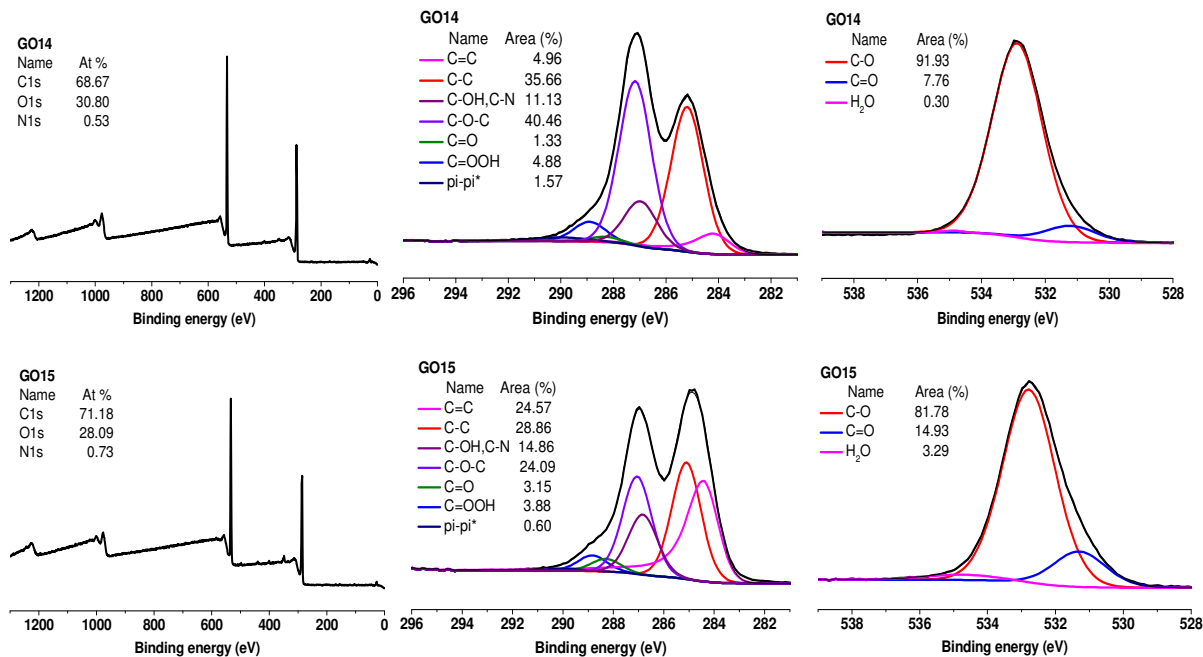 GO14
Name At %
C1s 68.67
O1s 30.80
N1s 0.53
1200 1000 800 600 400 200 0
Binding energy (eV)
GO14
Name Area (%)
C=C 4.96
C-C 35.66
C-OH,C-N 11.13
C-O-C 40.46
C=O 1.33
C=OOH 4.88
pi-pi* 1.57
296 294 292 290 288 286 284 282
Binding energy (eV)
GO14
Name Area (%)
C-O 91.93
C=O 7.76
H₂O 0.30
538 536 534 532 530 528
Binding energy (eV)
GO15
Name At %
C1s 71.18
O1s 28.09
N1s 0.73
1200 1000 800 600 400 200 0
Binding energy (eV)
GO15
Name Area (%)
C=C 24.57
C-C 28.86
C-OH,C-N 14.86
C-O-C 24.09
C=O 3.15
C=OOH 3.88
pi-pi* 0.60
296 294 292 290 288 286 284 282
Binding energy (eV)
GO15
Name Area (%)
C-O 81.78
C=O 14.93
H₂O 3.29
538 536 534 532 530 528
Binding energy (eV)